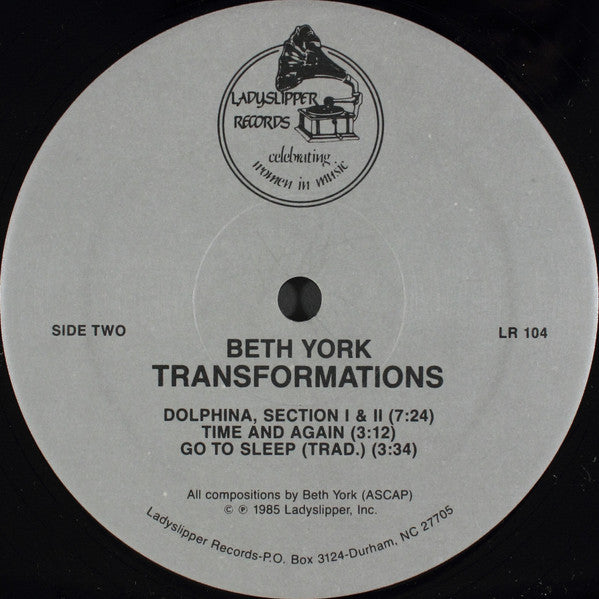 LADYSLIPPER
RECORDS
celebrating
women in music
SIDE TWO
LR 104
BETH YORK
TRANSFORMATIONS
DOLPHINA, SECTION I & II (7:24)
TIME AND AGAIN (3:12)
GO TO SLEEP (TRAD.) (3:34)
All compositions by Beth York (ASCAP)
© ℗ 1985 Ladyslipper, Inc.
Ladyslipper Records-P.O. Box 3124-Durham, NC 27705